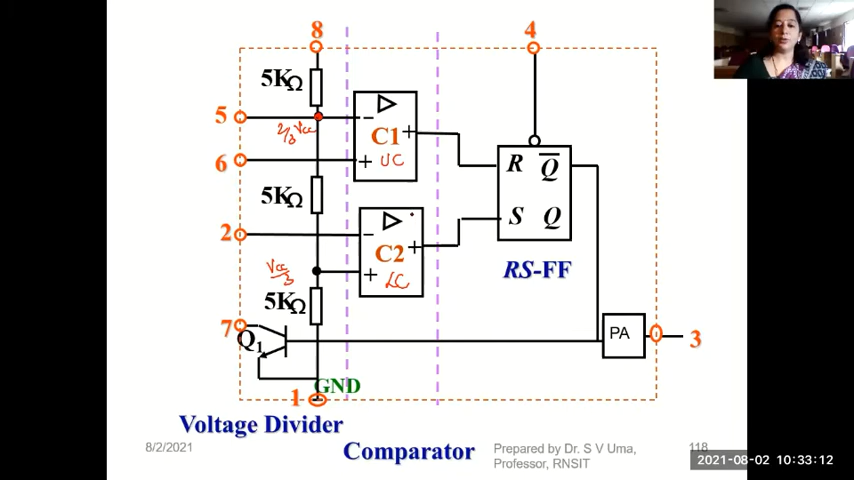 8
4
5KΩ
5
2/3 Vcc
−
C1
+
6
+
UC
R Q̅
5KΩ
S Q
2
−
C2
+
Vcc/3
+
LC
RS-FF
5KΩ
7
Q1
PA
3
GND
1
Voltage Divider
Comparator
8/2/2021
Prepared by Dr. S V Uma,
Professor, RNSIT
118
2021-08-02 10:33:12